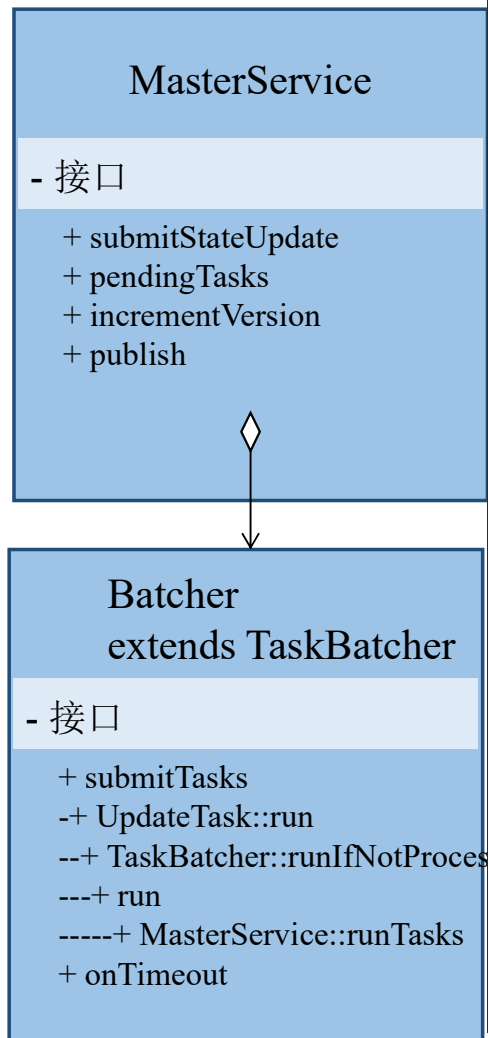 MasterService
- 接口
+ submitStateUpdate
+ pendingTasks
+ incrementVersion
+ publish
Batcher
extends TaskBatcher
- 接口
+ submitTasks
-+ UpdateTask::run
--+ TaskBatcher::runIfNotProces
---+ run
-----+ MasterService::runTasks
+ onTimeout